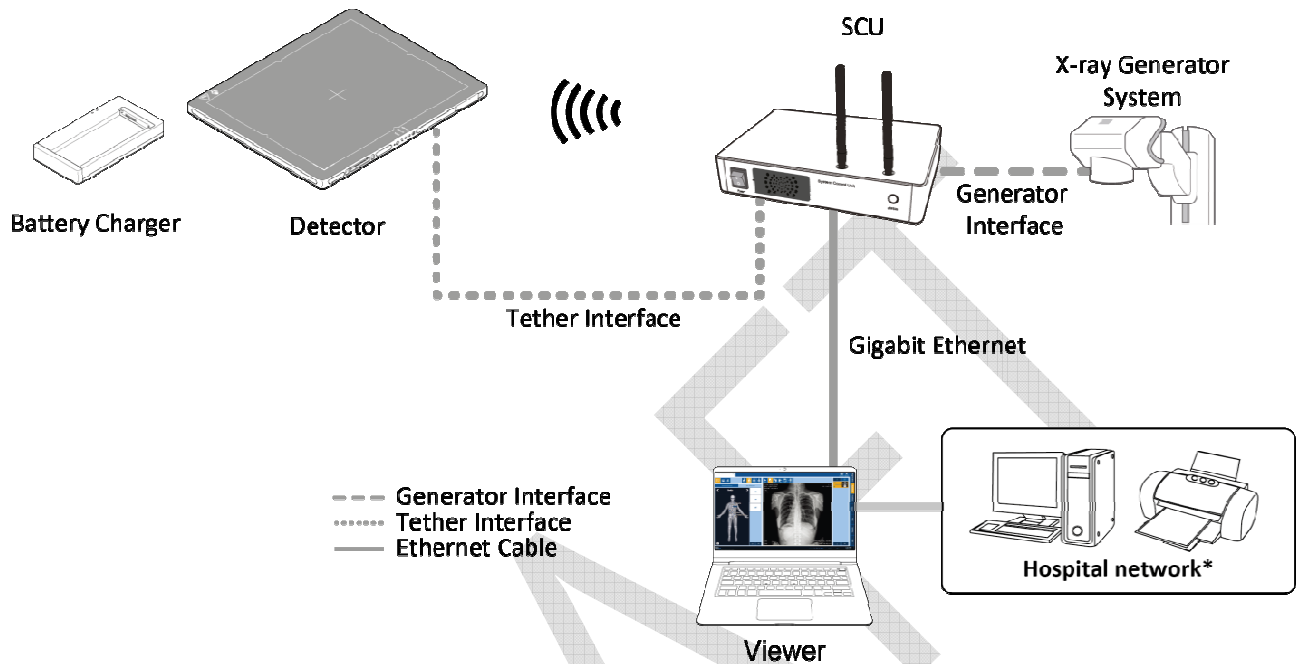 SCU
X-ray Generator
System
Battery Charger
Detector
Generator
Interface
Tether Interface
Gigabit Ethernet
Generator Interface
Tether Interface
Ethernet Cable
Hospital network*
Viewer